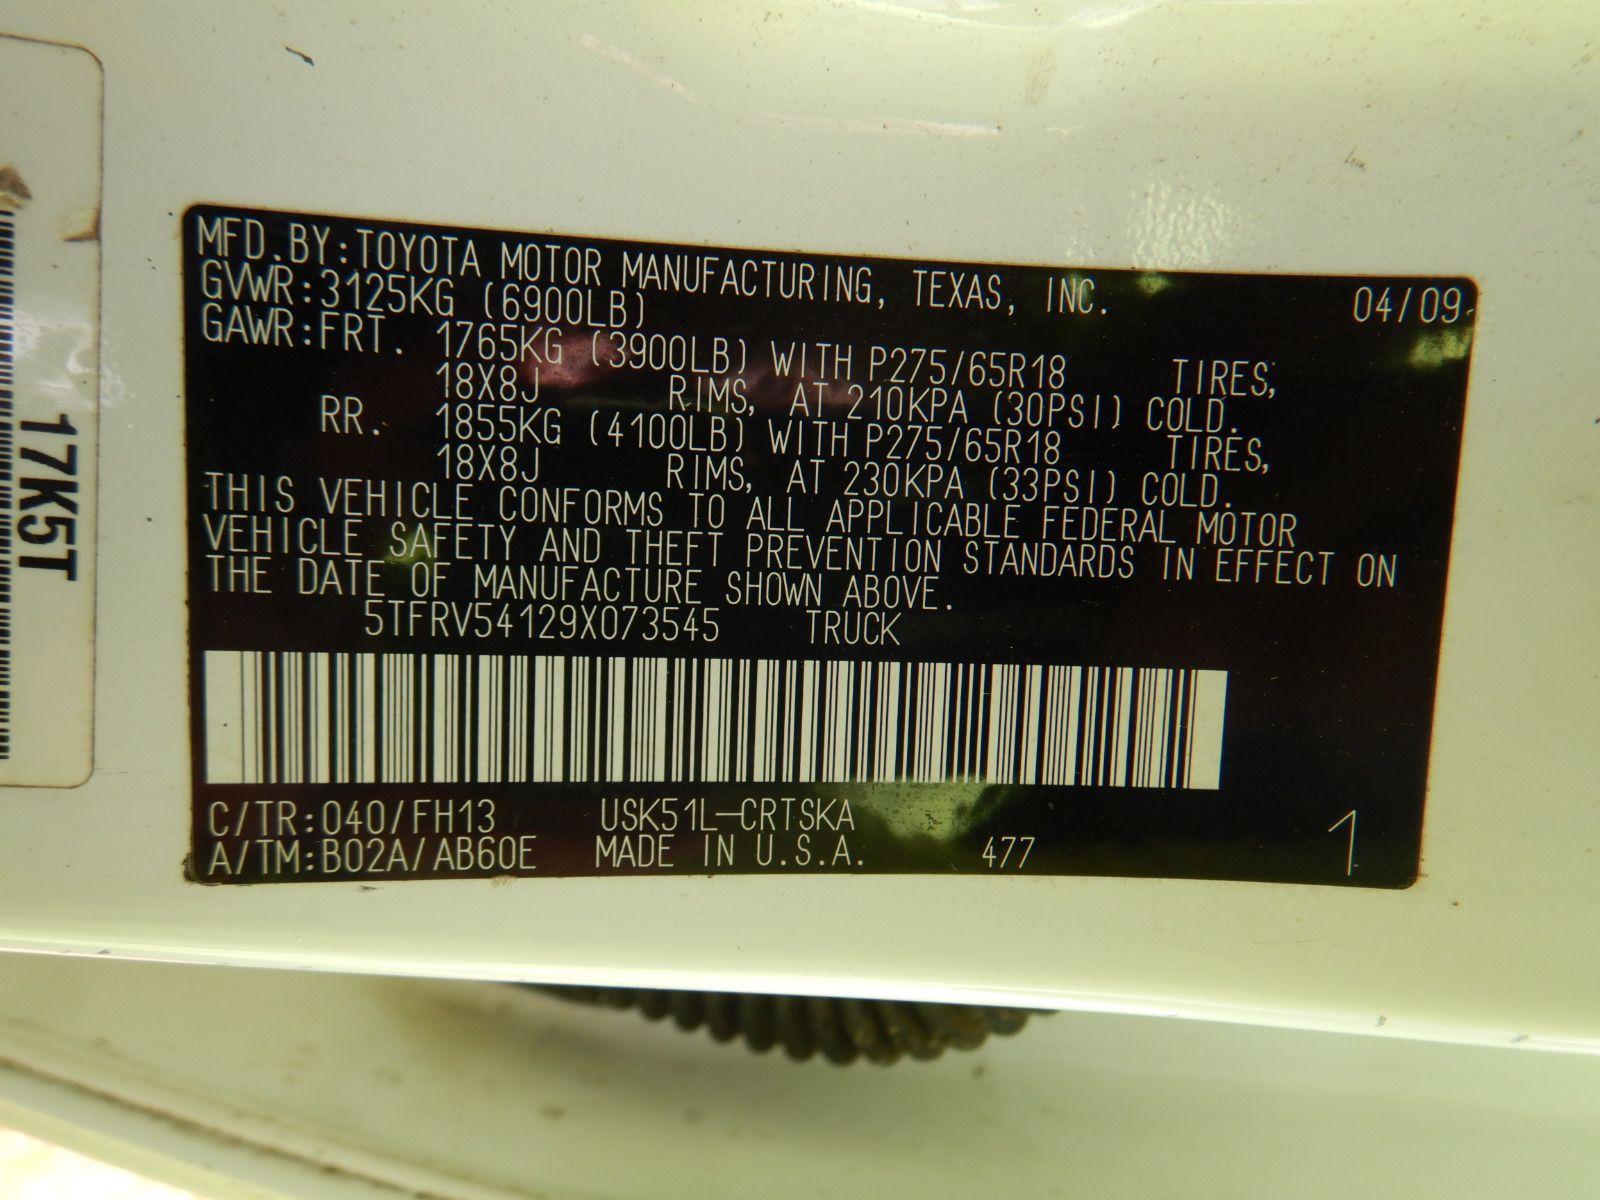 MFD.BY:TOYOTA MOTOR MANUFACTURING, TEXAS, INC. 04/09
GVWR:3125KG (6900LB)
GAWR:FRT. 1765KG (3900LB) WITH P275/65R18 TIRES,
18X8J RIMS, AT 210KPA (30PSI) COLD.
RR. 1855KG (4100LB) WITH P275/65R18 TIRES,
18X8J RIMS, AT 230KPA (33PSI) COLD.
THIS VEHICLE CONFORMS TO ALL APPLICABLE FEDERAL MOTOR
VEHICLE SAFETY AND THEFT PREVENTION STANDARDS IN EFFECT ON
THE DATE OF MANUFACTURE SHOWN ABOVE.
5TFRV54129X073545 TRUCK
C/TR:040/FH13 USK51L-CRTSKA
A/TM:B02A/AB60E MADE IN U.S.A. 477 1
17K5T